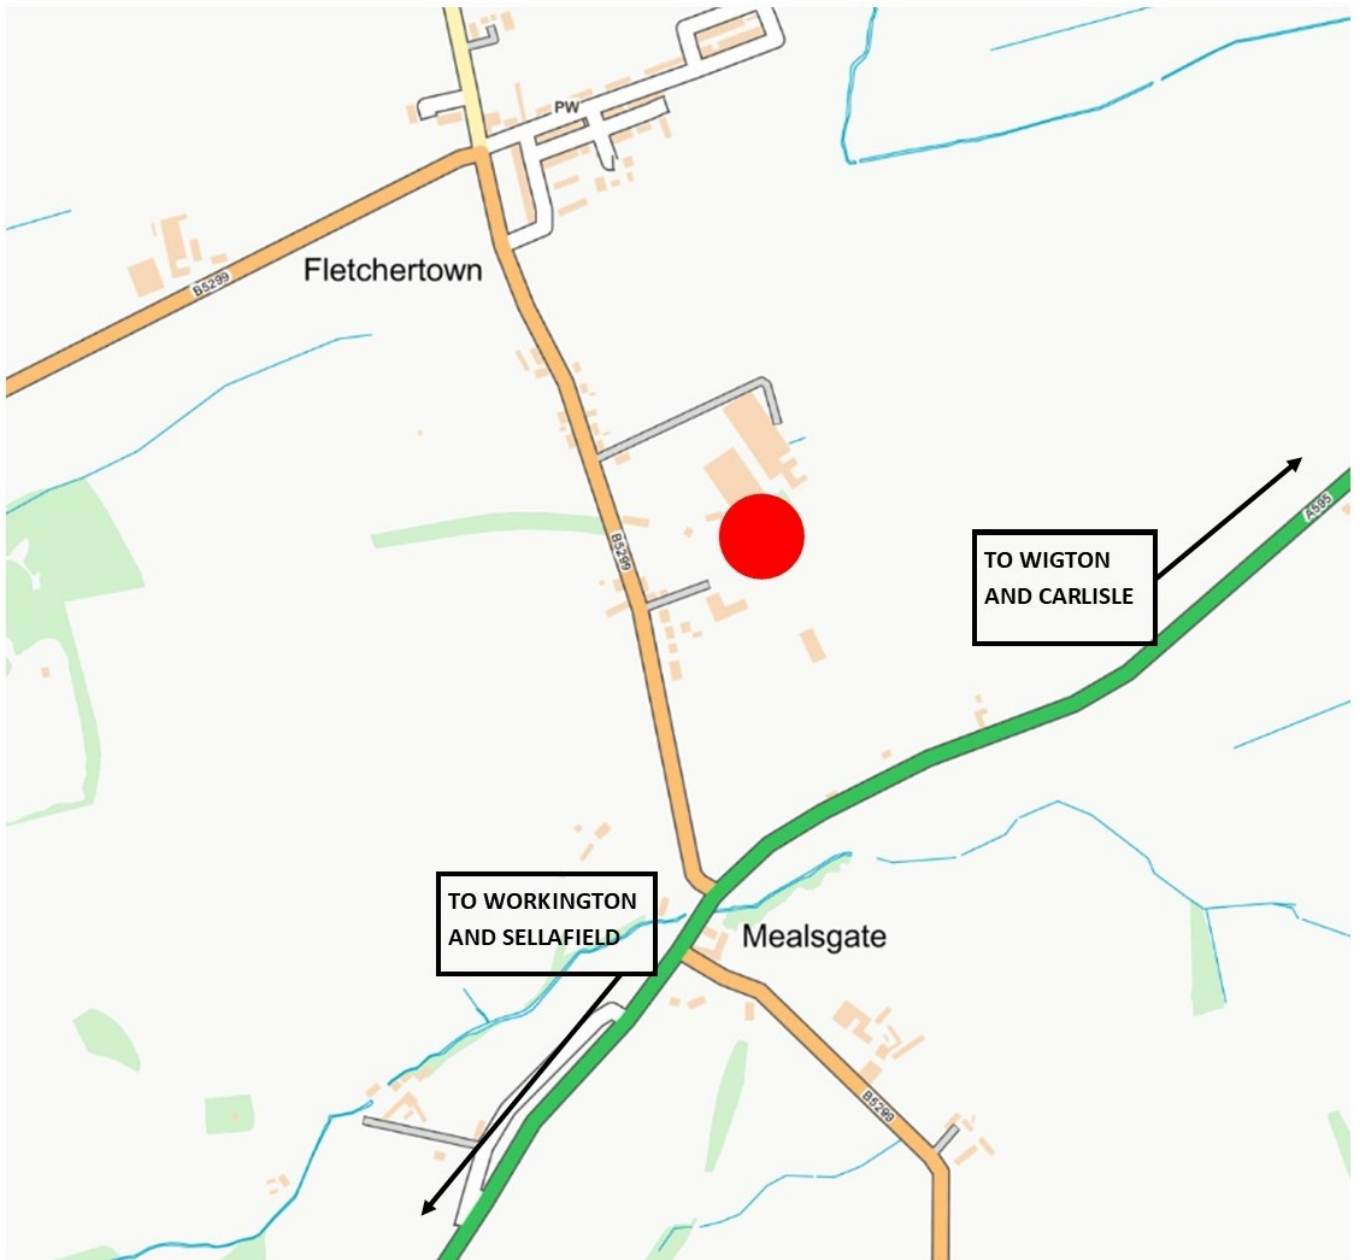 PW
Fletchertown
B5299
A595
B5299
TO WIGTON
AND CARLISLE
TO WORKINGTON
AND SELLAFIELD
Mealsgate
B5299